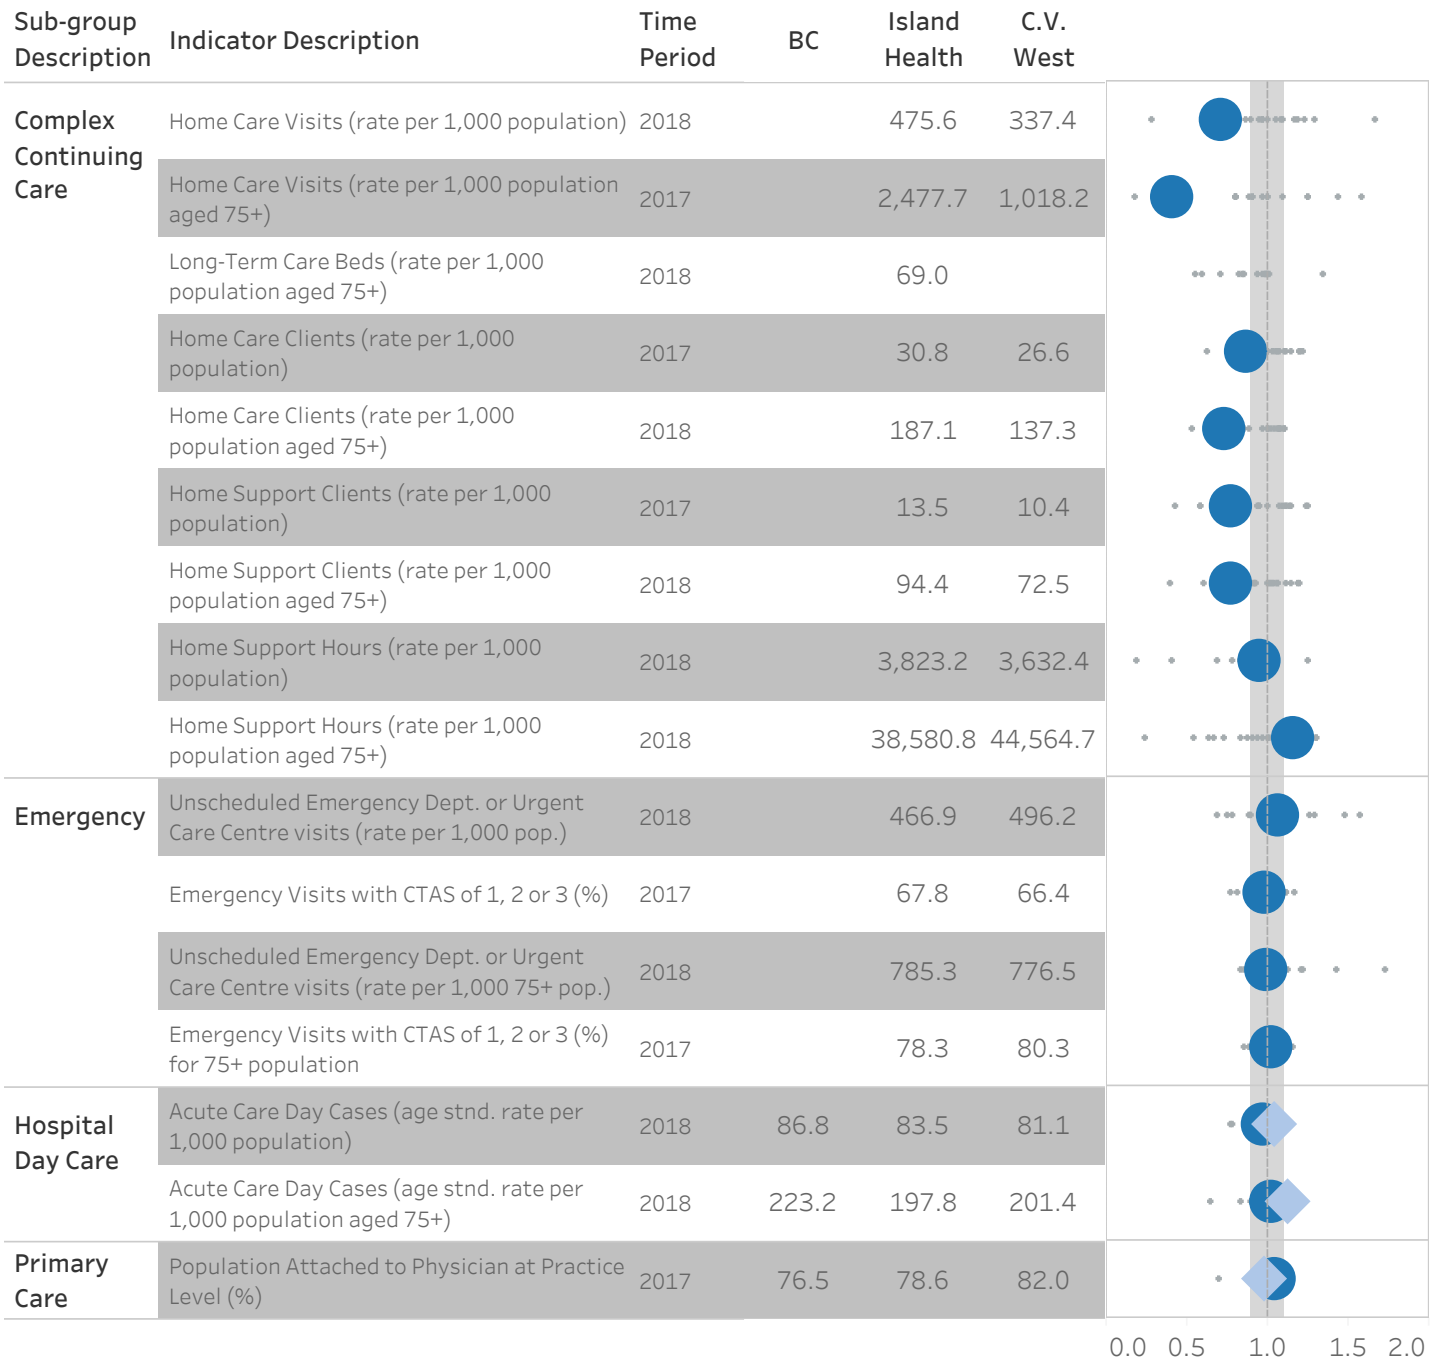 Sub-group
Description
Indicator Description
Time
Period
BC
Island
Health
C.V.
West
Complex
Continuing
Care
Home Care Visits (rate per 1,000 population) 2018 475.6 337.4
Home Care Visits (rate per 1,000 population
aged 75+)
2017 2,477.7 1,018.2
Long-Term Care Beds (rate per 1,000
population aged 75+)
2018 69.0
Home Care Clients (rate per 1,000
population)
2017 30.8 26.6
Home Care Clients (rate per 1,000
population aged 75+)
2018 187.1 137.3
Home Support Clients (rate per 1,000
population)
2017 13.5 10.4
Home Support Clients (rate per 1,000
population aged 75+)
2018 94.4 72.5
Home Support Hours (rate per 1,000
population)
2018 3,823.2 3,632.4
Home Support Hours (rate per 1,000
population aged 75+)
2018 38,580.8 44,564.7
Emergency
Unscheduled Emergency Dept. or Urgent
Care Centre visits (rate per 1,000 pop.)
2018 466.9 496.2
Emergency Visits with CTAS of 1, 2 or 3 (%) 2017 67.8 66.4
Unscheduled Emergency Dept. or Urgent
Care Centre visits (rate per 1,000 75+ pop.)
2018 785.3 776.5
Emergency Visits with CTAS of 1, 2 or 3 (%)
for 75+ population
2017 78.3 80.3
Hospital
Day Care
Acute Care Day Cases (age stnd. rate per
1,000 population)
2018 86.8 83.5 81.1
Acute Care Day Cases (age stnd. rate per
1,000 population aged 75+)
2018 223.2 197.8 201.4
Primary
Care
Population Attached to Physician at Practice
Level (%)
2017 76.5 78.6 82.0
0.0 0.5 1.0 1.5 2.0